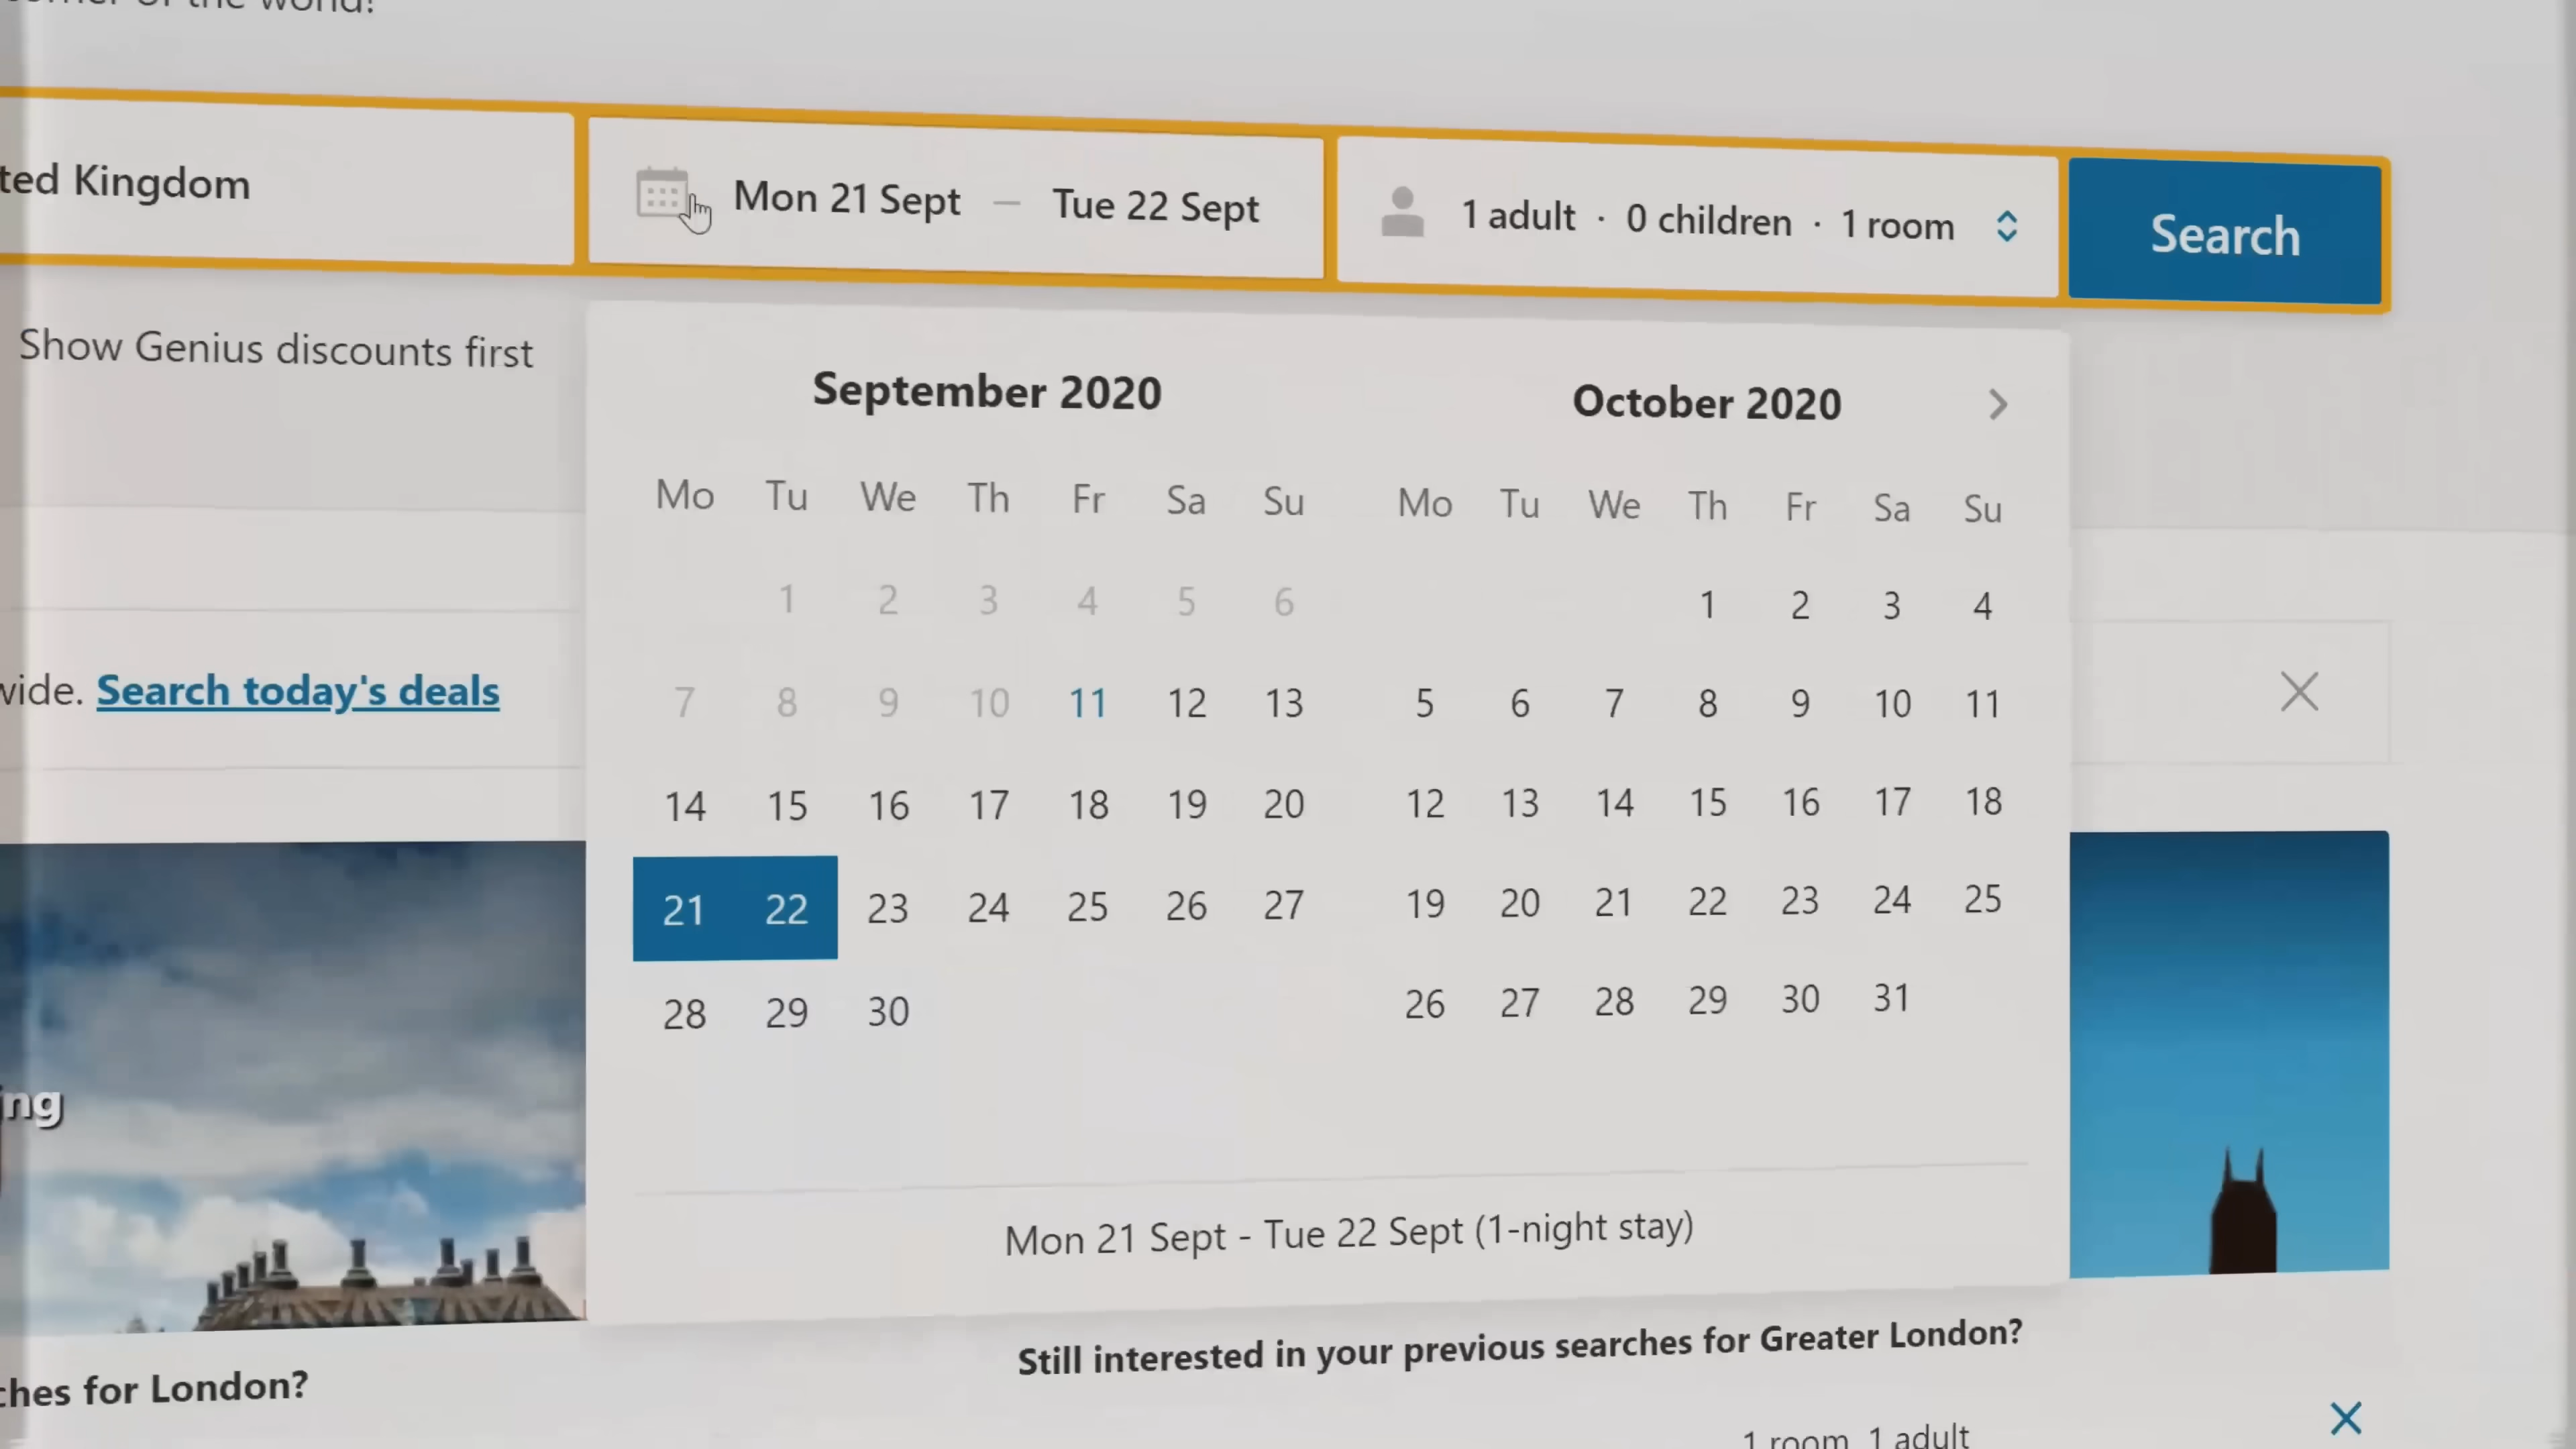 corner of the world!
ted Kingdom
Mon 21 Sept — Tue 22 Sept
1 adult · 0 children · 1 room
Search
Show Genius discounts first
September 2020
Mo Tu We Th Fr Sa Su
1 2 3 4 5 6
7 8 9 10 11 12 13
14 15 16 17 18 19 20
21 22 23 24 25 26 27
28 29 30
October 2020
Mo Tu We Th Fr Sa Su
1 2 3 4
5 6 7 8 9 10 11
12 13 14 15 16 17 18
19 20 21 22 23 24 25
26 27 28 29 30 31
Mon 21 Sept - Tue 22 Sept (1-night stay)
wide. Search today's deals
ing
ches for London?
Still interested in your previous searches for Greater London?
1 room, 1 adult